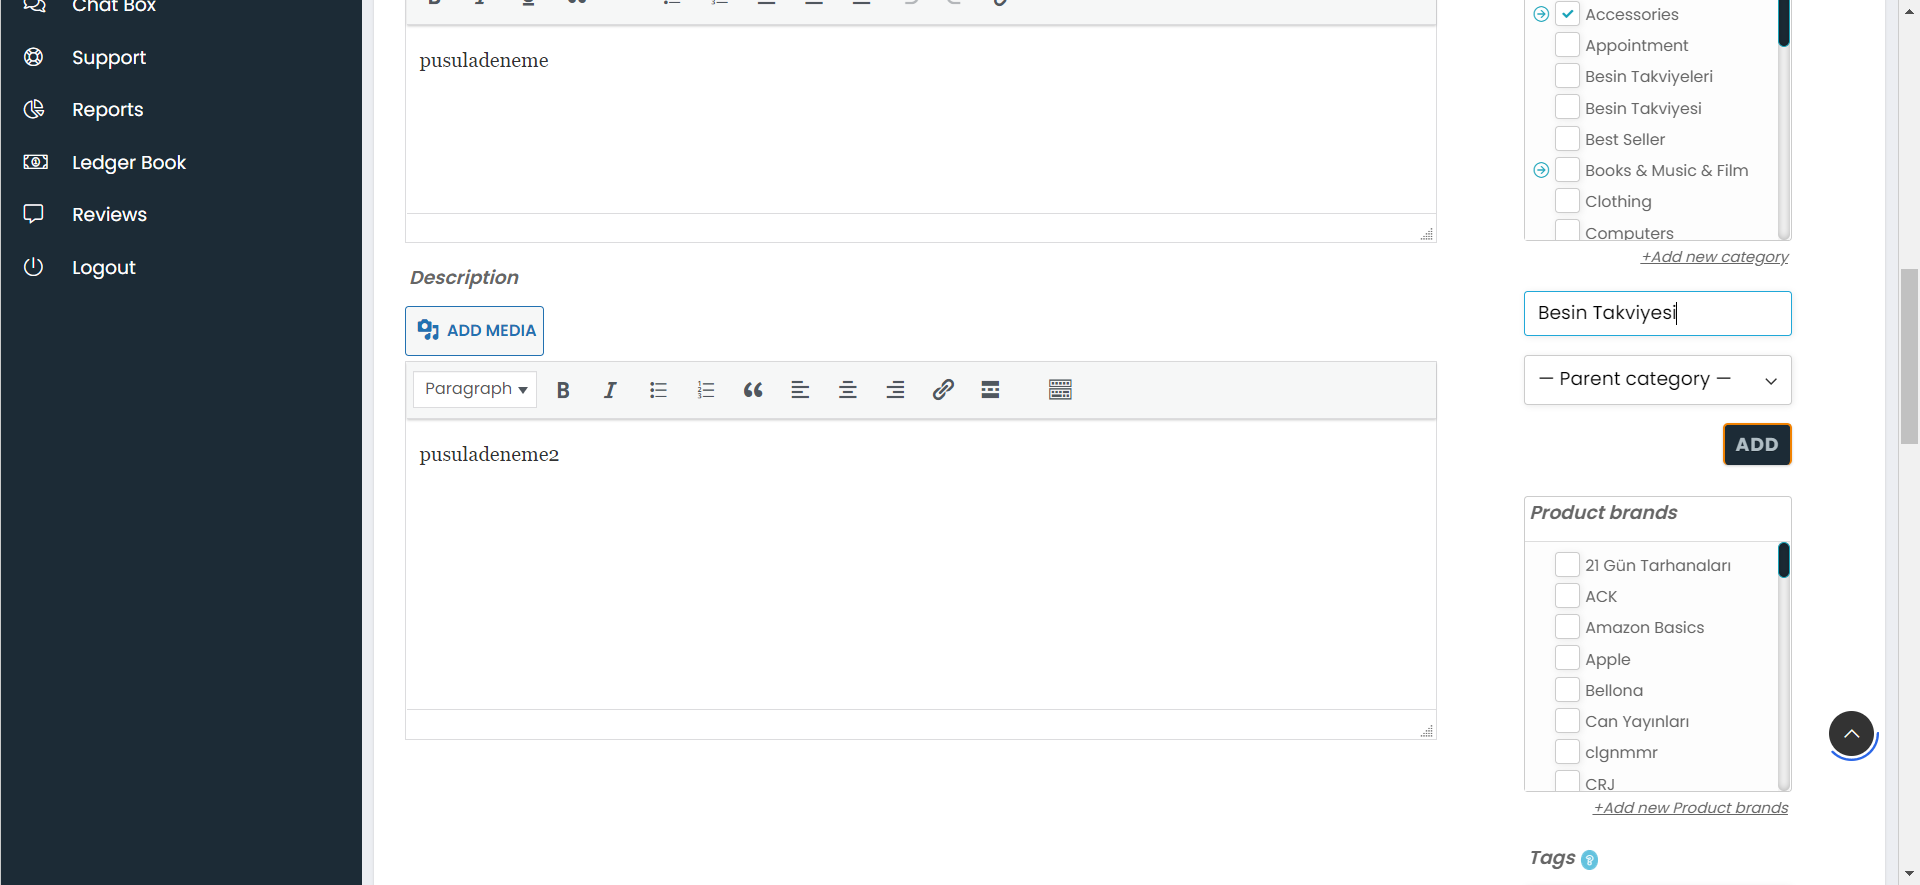 Chat Box
Support
Reports
Ledger Book
Reviews
Logout
pusuladeneme
Description
ADD MEDIA
Paragraph
pusuladeneme2
Accessories
Appointment
Besin Takviyeleri
Besin Takviyesi
Best Seller
Books & Music & Film
Clothing
Computers
+Add new category
Besin Takviyesi
— Parent category —
ADD
Product brands
21 Gün Tarhanaları
ACK
Amazon Basics
Apple
Bellona
Can Yayınları
clgnmmr
CRJ
+Add new Product brands
Tags ?